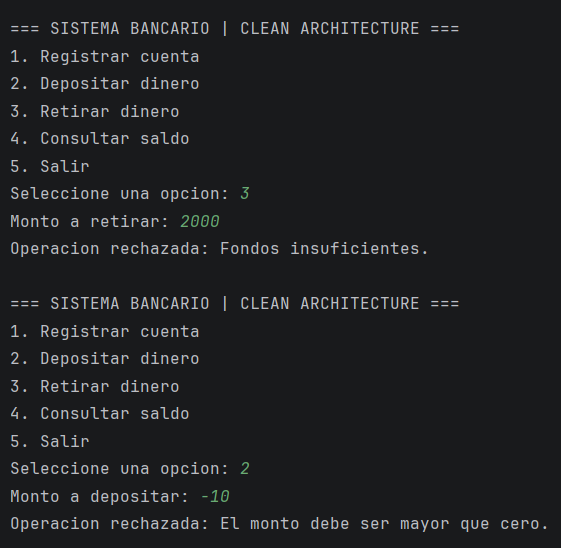 === SISTEMA BANCARIO | CLEAN ARCHITECTURE ===
1. Registrar cuenta
2. Depositar dinero
3. Retirar dinero
4. Consultar saldo
5. Salir
Seleccione una opcion: 3
Monto a retirar: 2000
Operacion rechazada: Fondos insuficientes.

=== SISTEMA BANCARIO | CLEAN ARCHITECTURE ===
1. Registrar cuenta
2. Depositar dinero
3. Retirar dinero
4. Consultar saldo
5. Salir
Seleccione una opcion: 2
Monto a depositar: -10
Operacion rechazada: El monto debe ser mayor que cero.